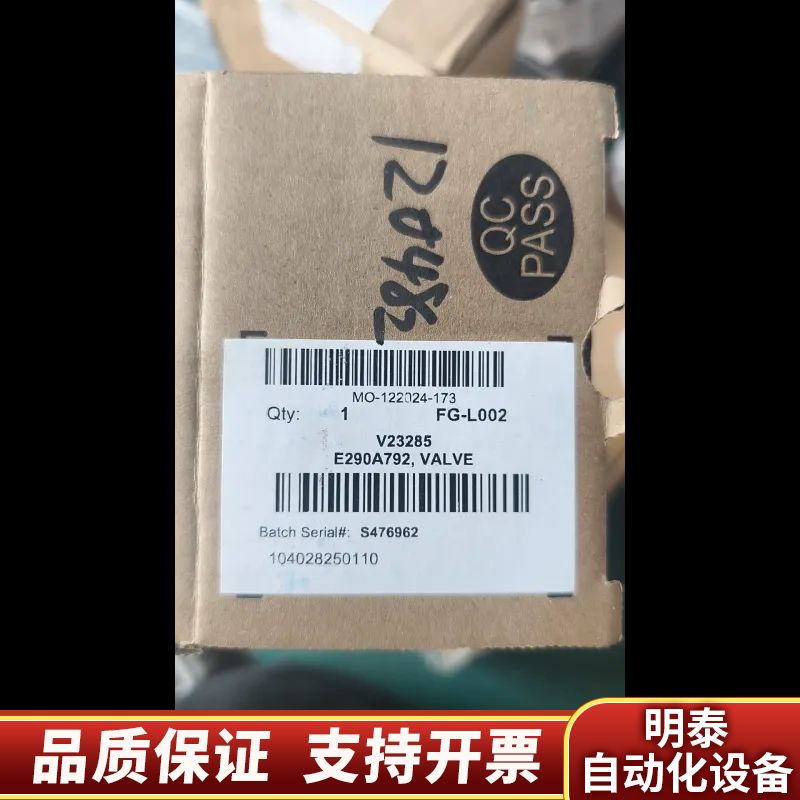 120482
QC
PASS
MO-122024-173
Qty: 1 FG-L002
V23285
E290A792, VALVE
Batch Serial#: S476962
104028250110
品质保证 支持开票
明泰
自动化设备